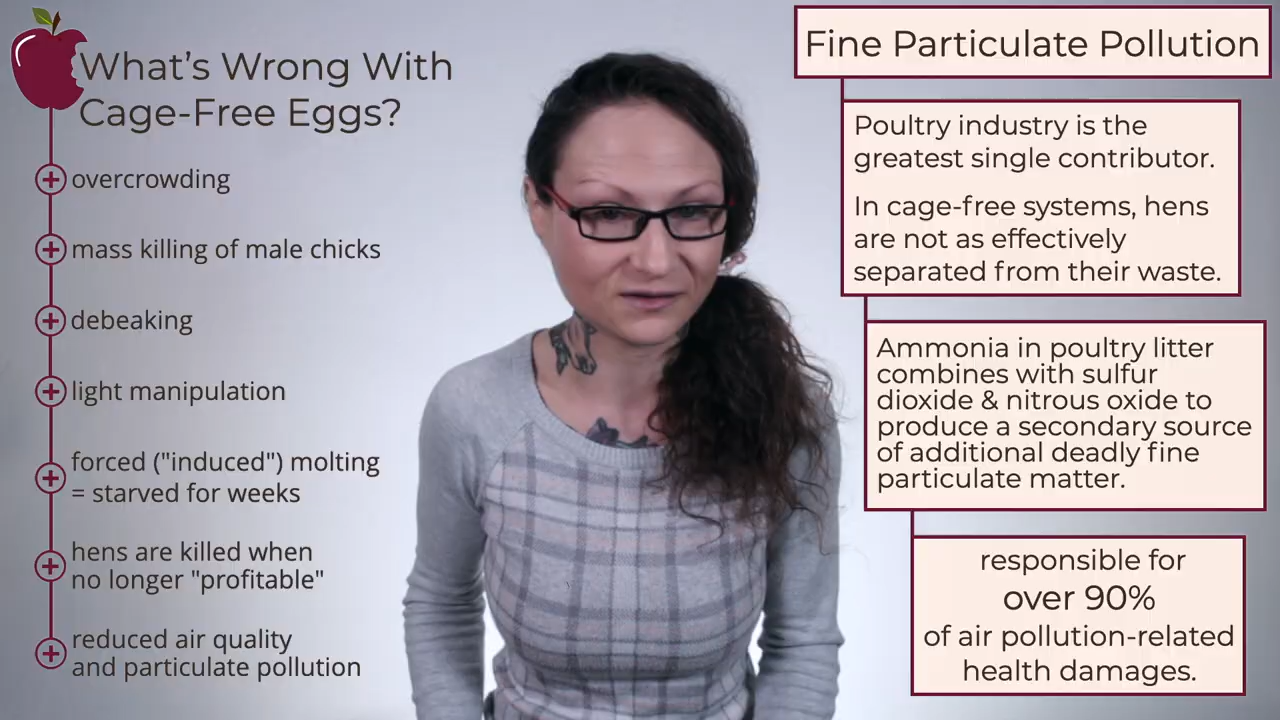 What's Wrong With
Cage-Free Eggs?
overcrowding
mass killing of male chicks
debeaking
light manipulation
forced ("induced") molting
= starved for weeks
hens are killed when
no longer "profitable"
reduced air quality
and particulate pollution
Fine Particulate Pollution
Poultry industry is the
greatest single contributor.
In cage-free systems, hens
are not as effectively
separated from their waste.
Ammonia in poultry litter
combines with sulfur
dioxide & nitrous oxide to
produce a secondary source
of additional deadly fine
particulate matter.
responsible for
over 90%
of air pollution-related
health damages.